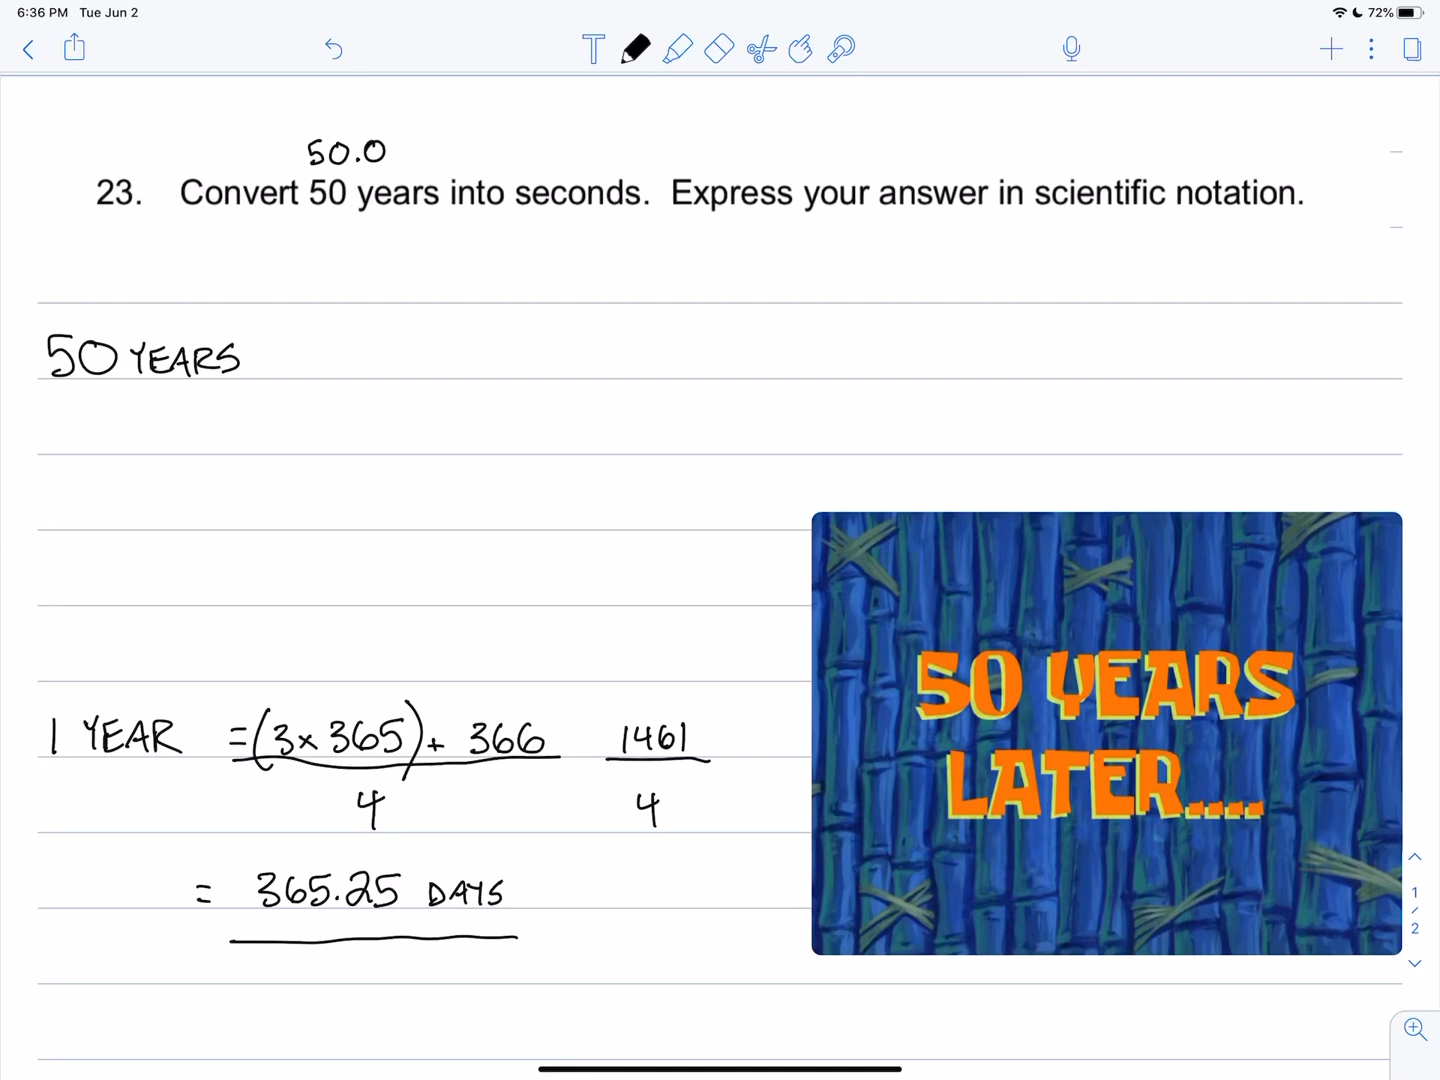 6:36 PM Tue Jun 2
72%
T
50.0
23. Convert 50 years into seconds. Express your answer in scientific notation.
50 YEARS
1 YEAR = (3 x 365) + 366 1461
4 4
= 365.25 DAYS
50 YEARS
LATER....
1
/
2